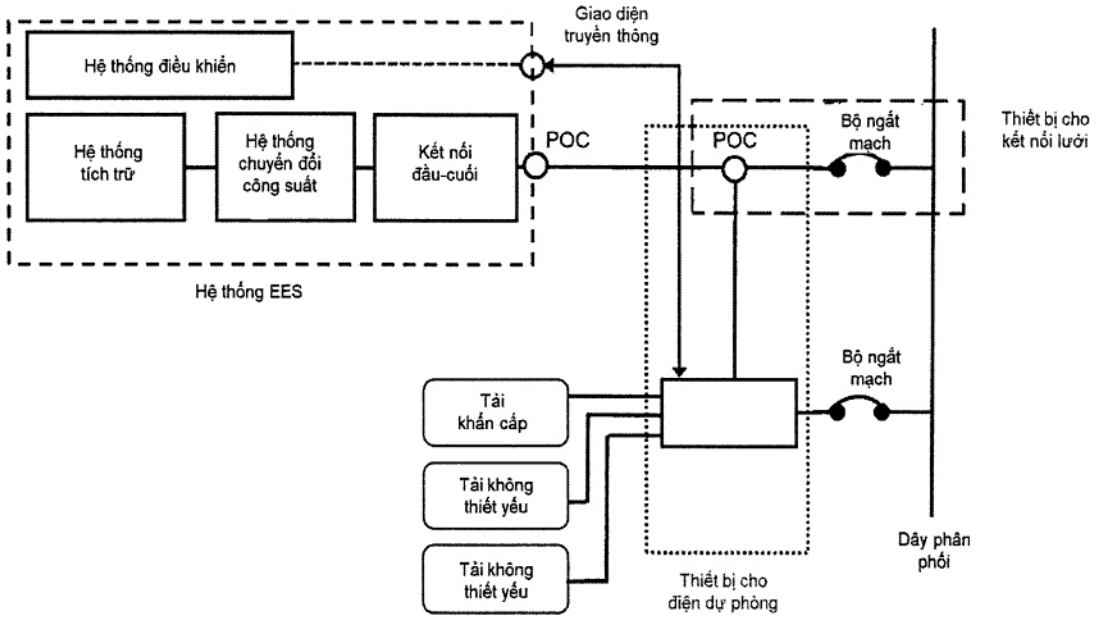 Giao diện
truyền thông
Hệ thống điều khiển
Hệ thống
tích trữ
Hệ thống
chuyển đổi
công suất
Kết nối
đầu-cuối
POC
POC
Bộ ngắt
mạch
Thiết bị cho
kết nối lưới
Hệ thống EES
Bộ ngắt
mạch
Tải
khẩn cấp
Tải không
thiết yếu
Tải không
thiết yếu
Thiết bị cho
điện dự phòng
Dây phân
phối